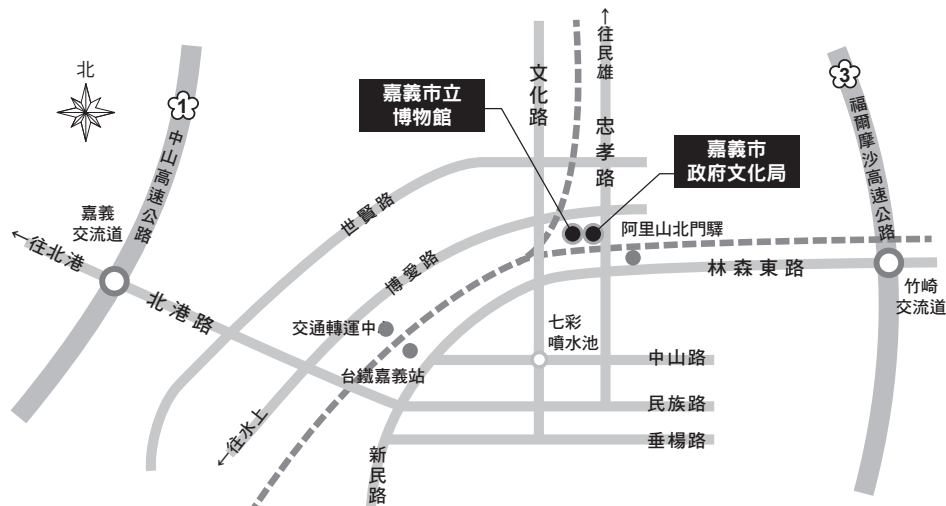 北
1
中山高速公路
嘉義
交流道
←往北港
北港路
世賢路
博愛路
交通轉運中
台鐵嘉義站
←往水上
新民路
嘉義市立
博物館
文化路
←往民雄
忠孝路
嘉義市
政府文化局
阿里山北門驛
林森東路
七彩
噴水池
中山路
民族路
垂楊路
3
福爾摩沙高速公路
竹崎
交流道